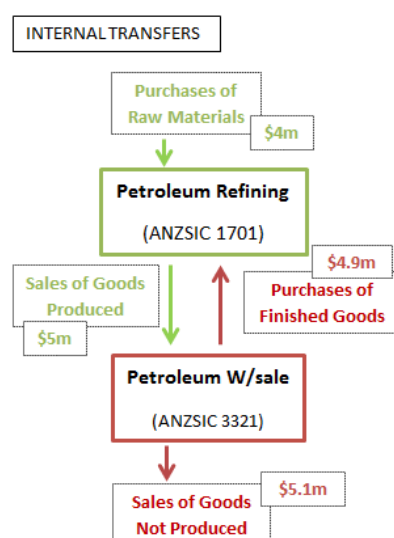 INTERNAL TRANSFERS
Purchases of
Raw Materials
$4m
Petroleum Refining
(ANZSIC 1701)
$4.9m
Sales of Goods
Produced
Purchases of
Finished Goods
$5m
Petroleum W/sale
(ANZSIC 3321)
$5.1m
Sales of Goods
Not Produced